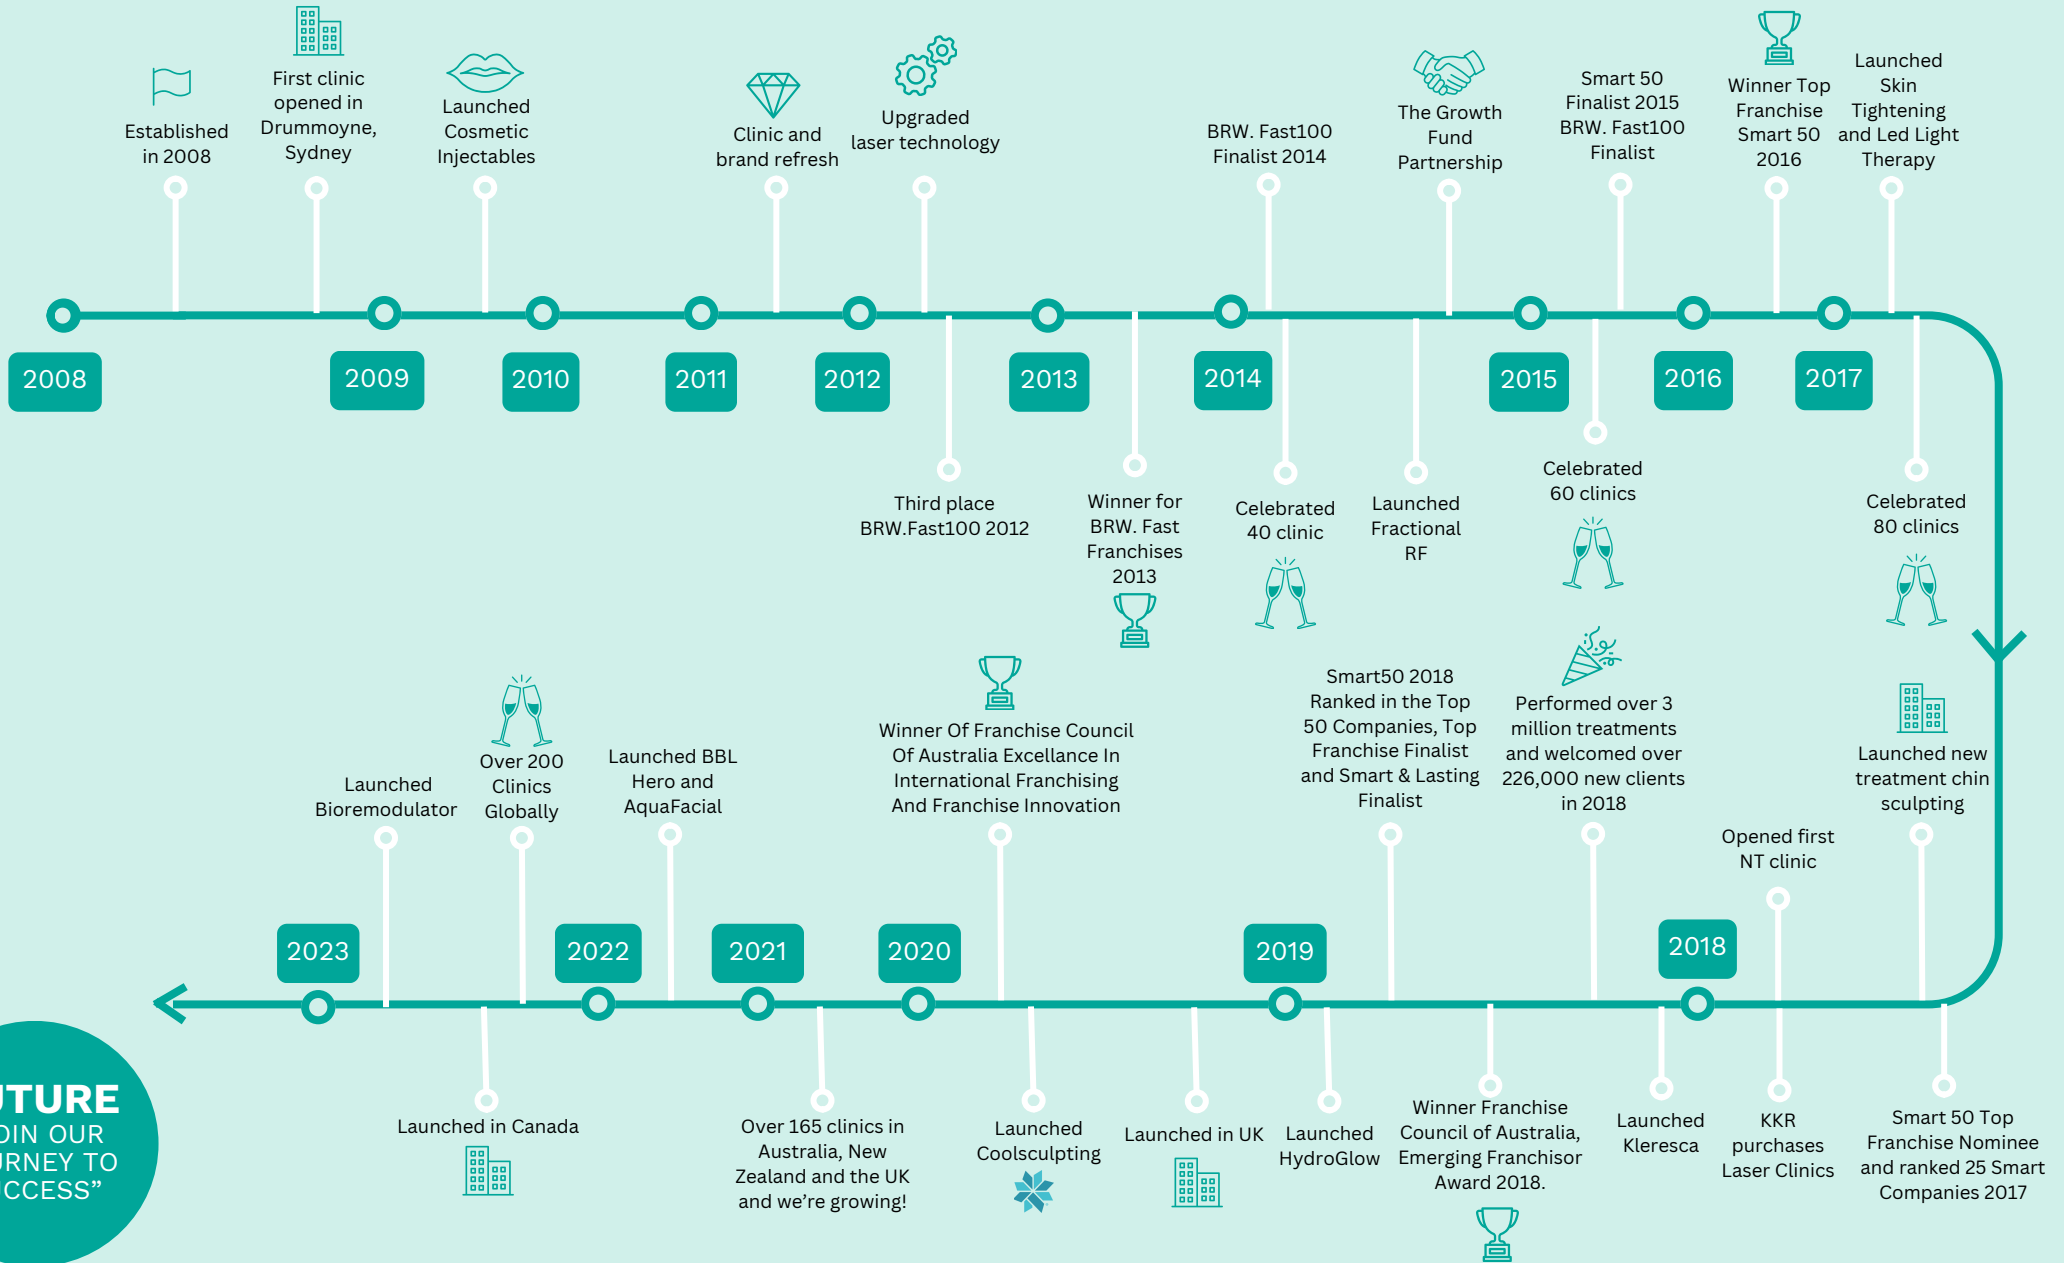 Established
in 2008
First clinic
opened in
Drummoyne,
Sydney
Launched
Cosmetic
Injectables
Clinic and
brand refresh
Upgraded
laser technology
BRW. Fast100
Finalist 2014
The Growth
Fund
Partnership
Smart 50
Finalist 2015
BRW. Fast100
Finalist
Winner Top
Franchise
Smart 50
2016
Launched
Skin
Tightening
and Led Light
Therapy
2008
2009
2010
2011
2012
2013
2014
2015
2016
2017
Third place
BRW.Fast100 2012
Winner for
BRW. Fast
Franchises
2013
Celebrated
40 clinic
Launched
Fractional
RF
Celebrated
60 clinics
Celebrated
80 clinics
Launched
Bioremodulator
Over 200
Clinics
Globally
Launched BBL
Hero and
AquaFacial
Winner Of Franchise Council
Of Australia Excellence In
International Franchising
And Franchise Innovation
Smart50 2018
Ranked in the Top
50 Companies, Top
Franchise Finalist
and Smart & Lasting
Finalist
Performed over 3
million treatments
and welcomed over
226,000 new clients
in 2018
Opened first
NT clinic
Launched new
treatment chin
sculpting
2023
2022
2021
2020
2019
2018
Launched in Canada
Over 165 clinics in
Australia, New
Zealand and the UK
and we’re growing!
Launched
Coolsculpting
Launched in UK
Launched
HydroGlow
Winner Franchise
Council of Australia,
Emerging Franchisor
Award 2018.
Launched
Kleresca
KKR
purchases
Laser Clinics
Smart 50 Top
Franchise Nominee
and ranked 25 Smart
Companies 2017
UTURE
OIN OUR
URNEY TO
CCESS”